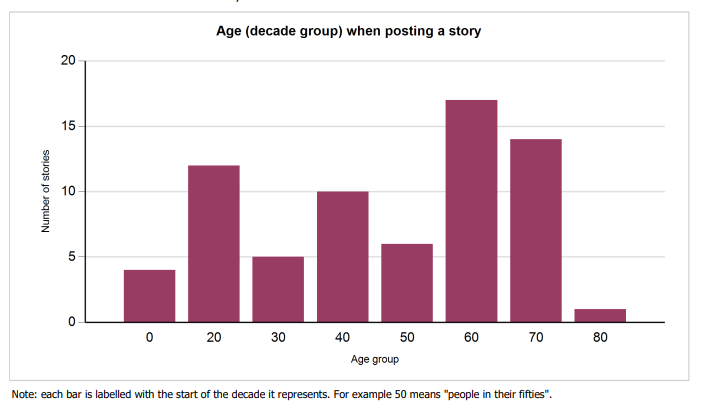 Age (decade group) when posting a story
20
15
10
5
0
Number of stories
0 20 30 40 50 60 70 80
Age group
Note: each bar is labelled with the start of the decade it represents. For example 50 means "people in their fifties".